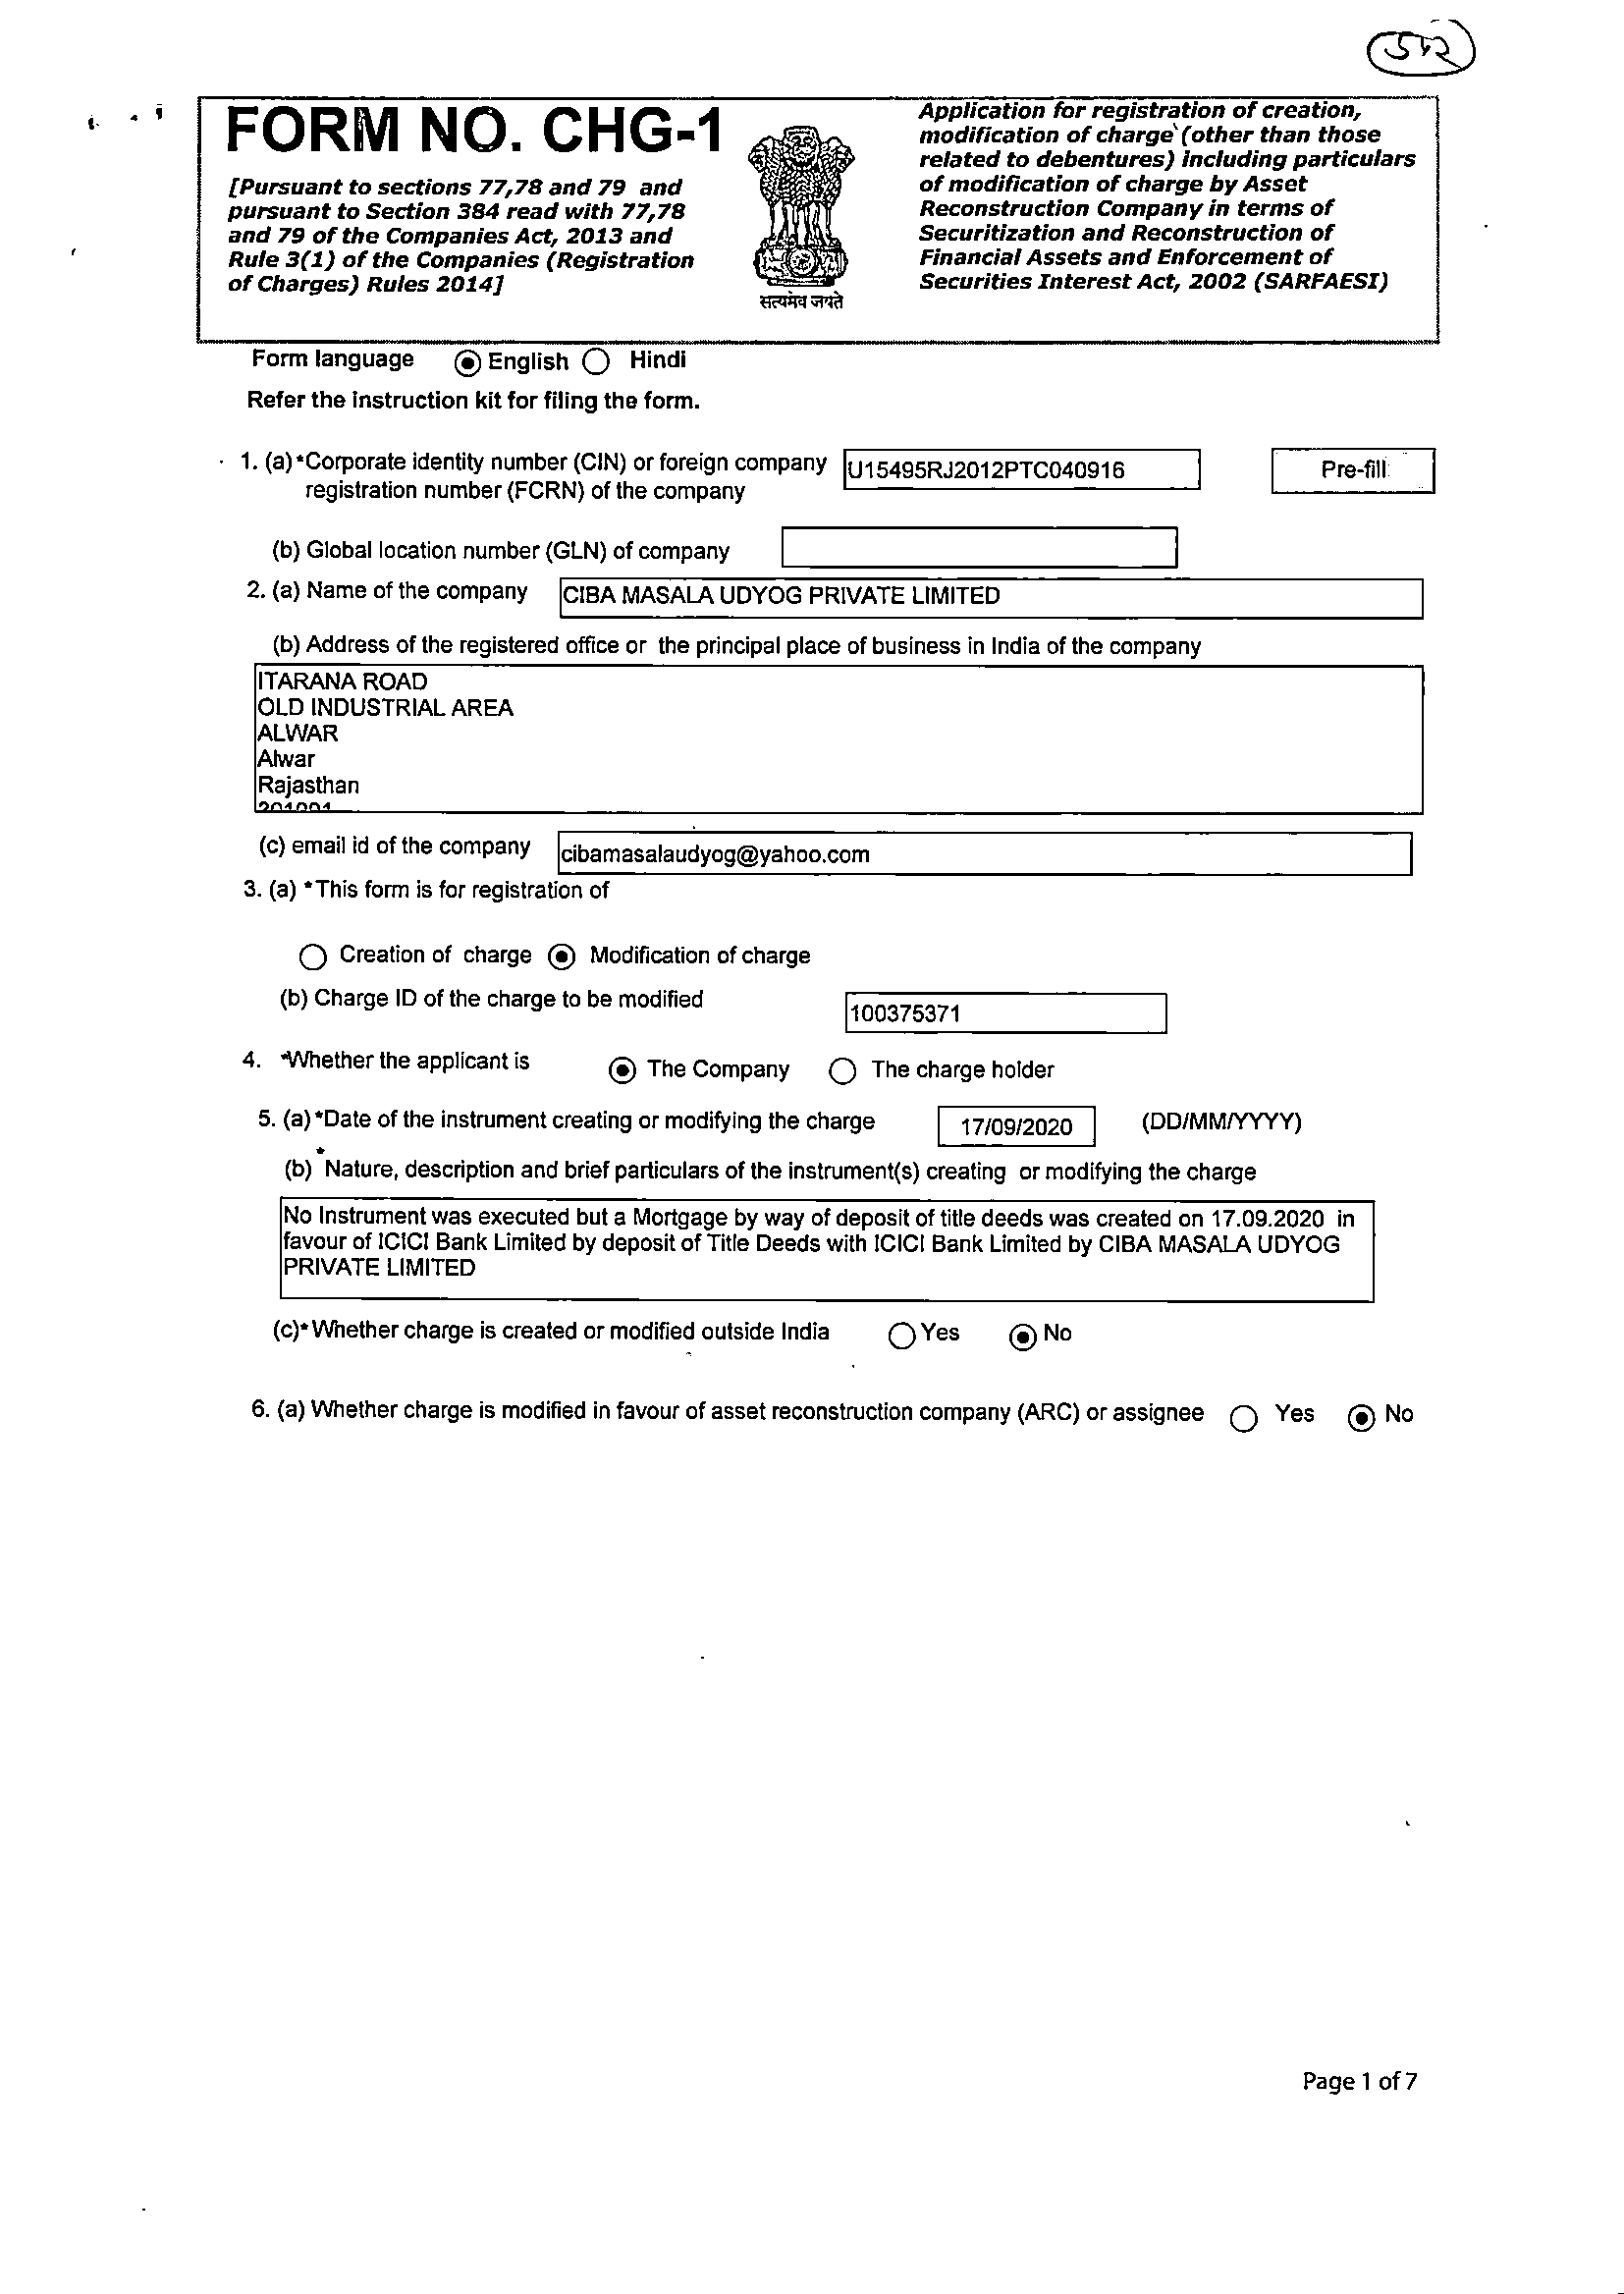 FORM NO. CHG-1
[Pursuant to sections 77,78 and 79 and
pursuant to Section 384 read with 77,78
and 79 of the Companies Act, 2013 and
Rule 3(1) of the Companies (Registration
of Charges) Rules 2014]
सत्यमेव जयते
Application for registration of creation,
modification of charge (other than those
related to debentures) including particulars
of modification of charge by Asset
Reconstruction Company in terms of
Securitization and Reconstruction of
Financial Assets and Enforcement of
Securities Interest Act, 2002 (SARFAESI)
Form language English Hindi
Refer the instruction kit for filing the form.
1. (a)*Corporate identity number (CIN) or foreign company U15495RJ2012PTC040916 Pre-fill
registration number (FCRN) of the company
(b) Global location number (GLN) of company
2. (a) Name of the company CIBA MASALA UDYOG PRIVATE LIMITED
(b) Address of the registered office or the principal place of business in India of the company
ITARANA ROAD
OLD INDUSTRIAL AREA
ALWAR
Alwar
Rajasthan
(c) email id of the company cibamasalaudyog@yahoo.com
3. (a) *This form is for registration of
Creation of charge Modification of charge
(b) Charge ID of the charge to be modified 100375371
4. *Whether the applicant is The Company The charge holder
5. (a)*Date of the instrument creating or modifying the charge 17/09/2020 (DD/MM/YYYY)
(b) *Nature, description and brief particulars of the instrument(s) creating or modifying the charge
No Instrument was executed but a Mortgage by way of deposit of title deeds was created on 17.09.2020 in
favour of ICICI Bank Limited by deposit of Title Deeds with ICICI Bank Limited by CIBA MASALA UDYOG
PRIVATE LIMITED
(c)*Whether charge is created or modified outside India Yes No
6. (a) Whether charge is modified in favour of asset reconstruction company (ARC) or assignee Yes No
Page 1 of 7